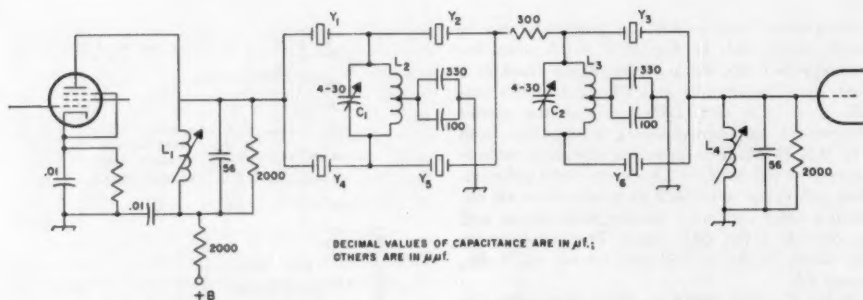 Y1
Y2
300
Y3
L2
4-30
C1
330
100
L3
4-30
C2
330
100
L1
.01
.01
56
2000
2000
+B
Y4
Y5
Y6
L4
56
2000
DECIMAL VALUES OF CAPACITANCE ARE IN μf.;
OTHERS ARE IN μμf.